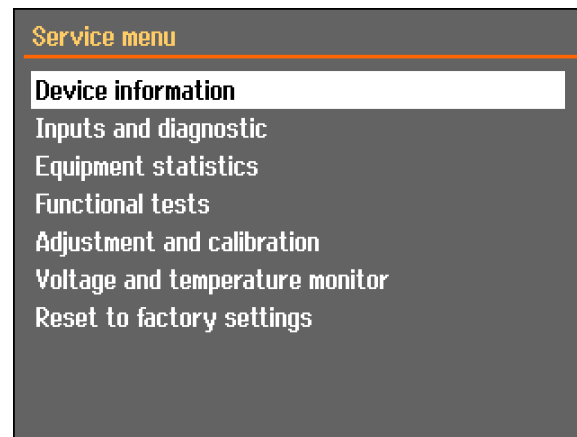 Service menu
Device information
Inputs and diagnostic
Equipment statistics
Functional tests
Adjustment and calibration
Voltage and temperature monitor
Reset to factory settings